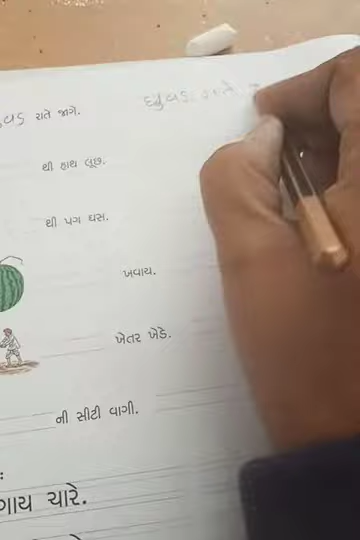 ઘુવડ રાતે જાગે. ઘુવડ રાતે
થી હાથ લૂછ.
થી પગ ઘસ.
ખવાય.
ખેતર ખેડે.
ની સીટી વાગી.
ગાય ચારે.